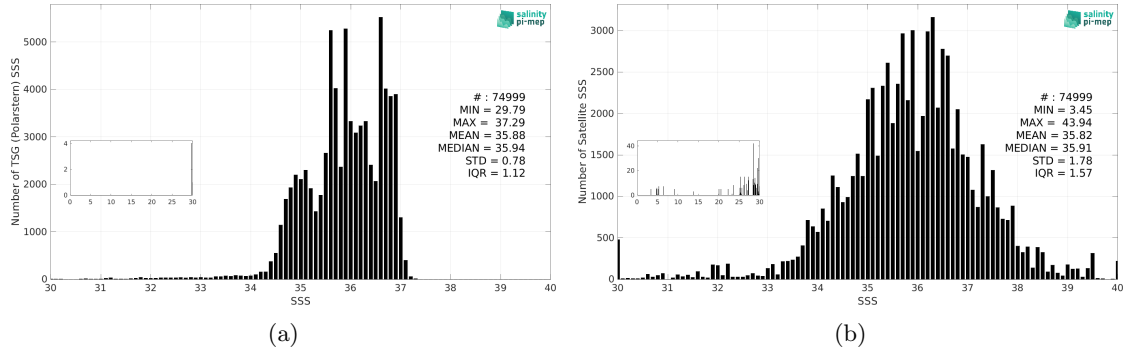 salinity
pi-mep
Number of TSG (Polarstern) SSS
5000
4000
3000
2000
1000
0
# : 74999
MIN = 29.79
MAX = 37.29
MEAN = 35.88
MEDIAN = 35.94
STD = 0.78
IQR = 1.12
4
2
0
0 5 10 15 20 25 30
30 31 32 33 34 35 36 37 38 39 40
SSS
(a)
salinity
pi-mep
Number of Satellite SSS
3000
2500
2000
1500
1000
500
0
# : 74999
MIN = 3.45
MAX = 43.94
MEAN = 35.82
MEDIAN = 35.91
STD = 1.78
IQR = 1.57
40
20
0
0 5 10 15 20 25 30
30 31 32 33 34 35 36 37 38 39 40
SSS
(b)